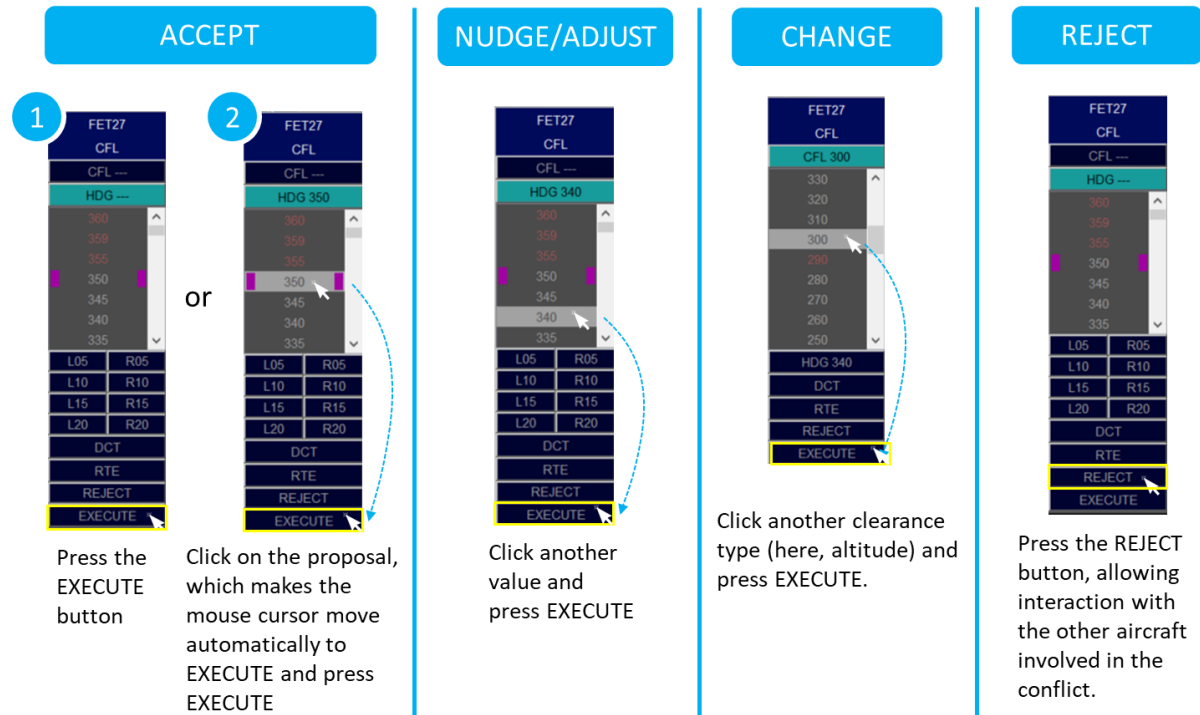 ACCEPT
1
FET27
CFL
CFL ---
HDG ---
360
359
355
350
345
340
335
L05 R05
L10 R10
L15 R15
L20 R20
DCT
RTE
REJECT
EXECUTE
Press the
EXECUTE
button
or
2
FET27
CFL
CFL ---
HDG 350
360
359
355
350
345
340
335
L05 R05
L10 R10
L15 R15
L20 R20
DCT
RTE
REJECT
EXECUTE
Click on the proposal,
which makes the
mouse cursor move
automatically to
EXECUTE and press
EXECUTE
NUDGE/ADJUST
FET27
CFL
CFL ---
HDG 340
360
359
355
350
345
340
335
L05 R05
L10 R10
L15 R15
L20 R20
DCT
RTE
REJECT
EXECUTE
Click another
value and
press EXECUTE
CHANGE
FET27
CFL
CFL 300
330
320
310
300
290
280
270
260
250
HDG 340
DCT
RTE
REJECT
EXECUTE
Click another clearance
type (here, altitude) and
press EXECUTE.
REJECT
FET27
CFL
CFL ---
HDG ---
360
359
355
350
345
340
335
L05 R05
L10 R10
L15 R15
L20 R20
DCT
RTE
REJECT
EXECUTE
Press the REJECT
button, allowing
interaction with
the other aircraft
involved in the
conflict.